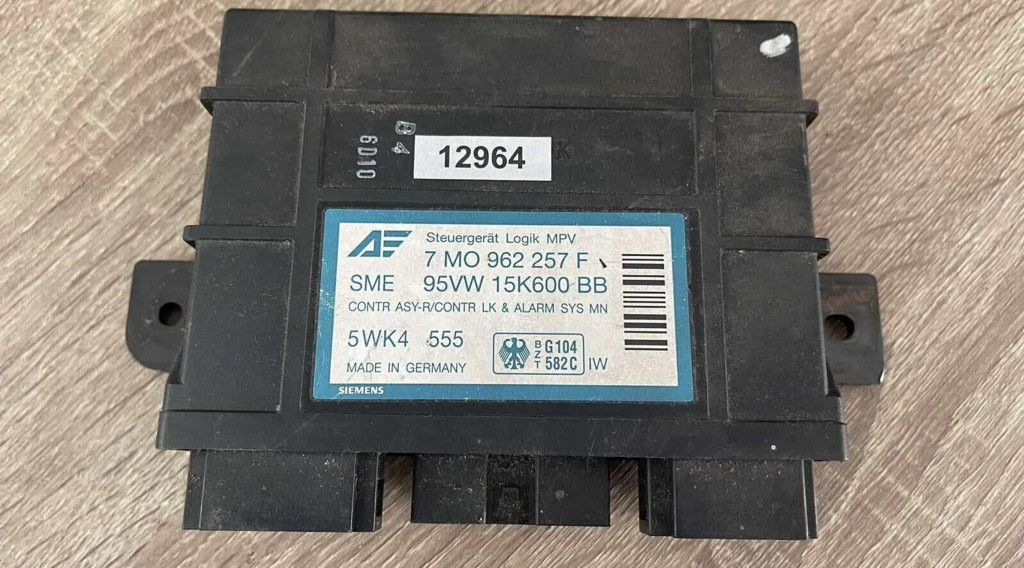 B4
6D10
12964 K
AE
Steuergerät Logik MPV
7 MO 962 257 F
SME 95VW 15K600 BB
CONTR ASY-R/CONTR LK & ALARM SYS MN
5WK4 555
BZT G104 582C IW
MADE IN GERMANY
SIEMENS